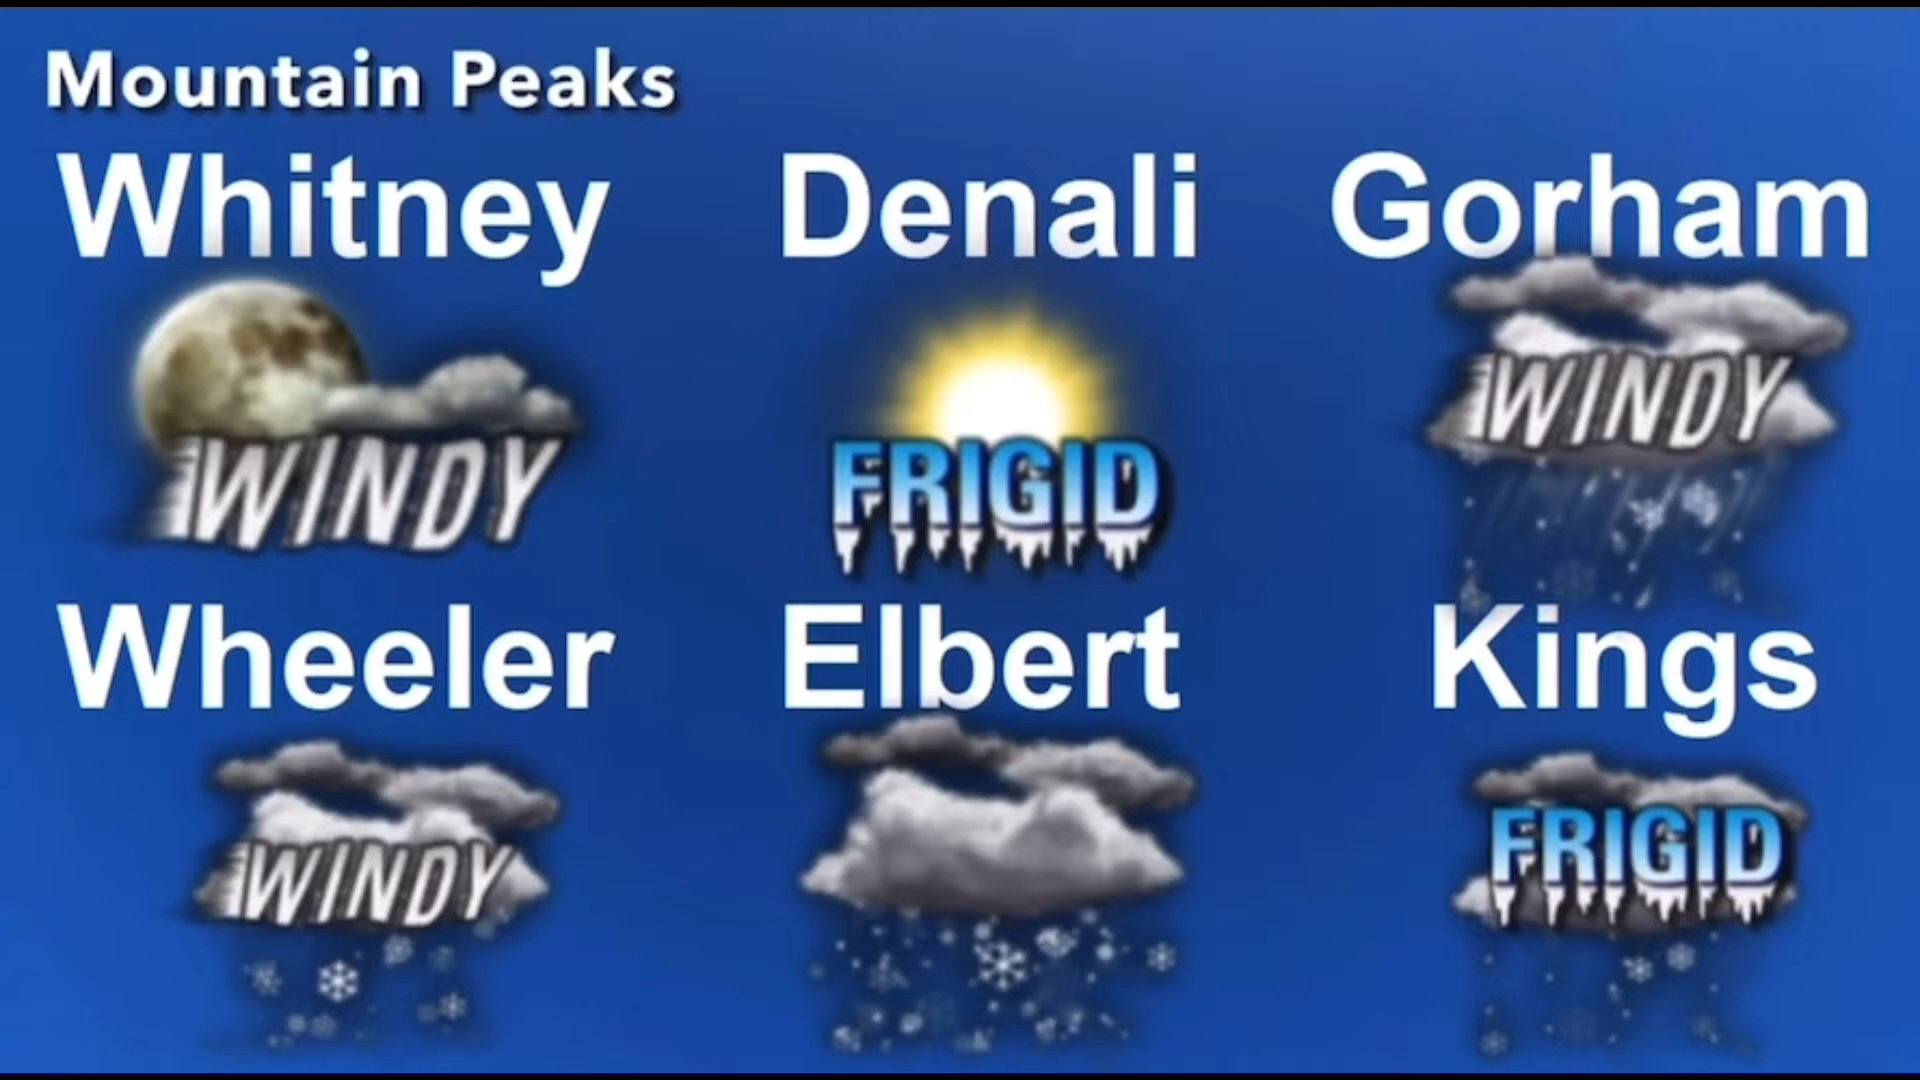 Mountain Peaks
Whitney Denali Gorham
WINDY FRIGID WINDY
Wheeler Elbert Kings
WINDY FRIGID